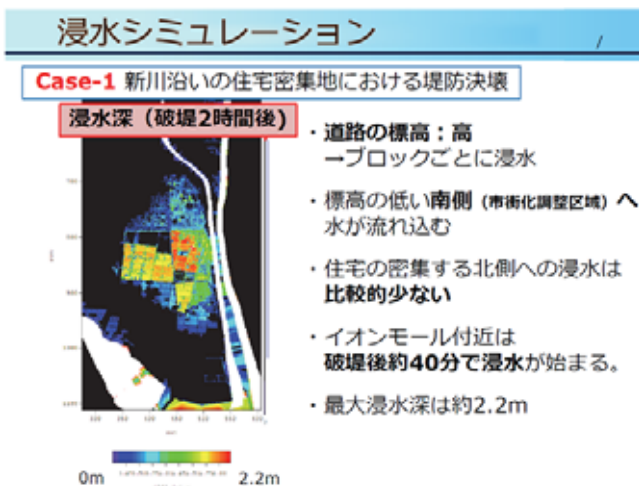 浸水シミュレーション
/
Case-1 新川沿いの住宅密集地における堤防決壊
浸水深（破堤2時間後)
・道路の標高：高
→ブロックごとに浸水
・標高の低い南側（市街化調整区域）へ
水が流れ込む
・住宅の密集する北側への浸水は
比較的少ない
・イオンモール付近は
破堤後約40分で浸水が始まる。
・最大浸水深は約2.2m
0m
2.2m